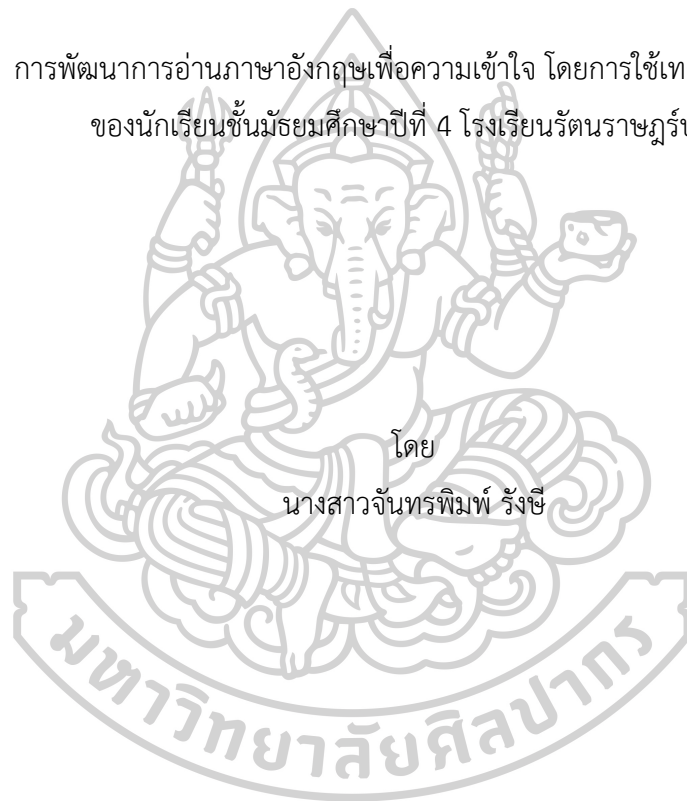 การพัฒนาการอ่านภาษาอังกฤษเพื่อความเข้าใจ โดยการใช้เท
ของนักเรียนชั้นมัธยมศึกษาปีที่ 4 โรงเรียนรัตนราษฎร์
โดย
นางสาวจันทรพิมพ์ รังษี
มหาวิทยาลัยศิลปากร